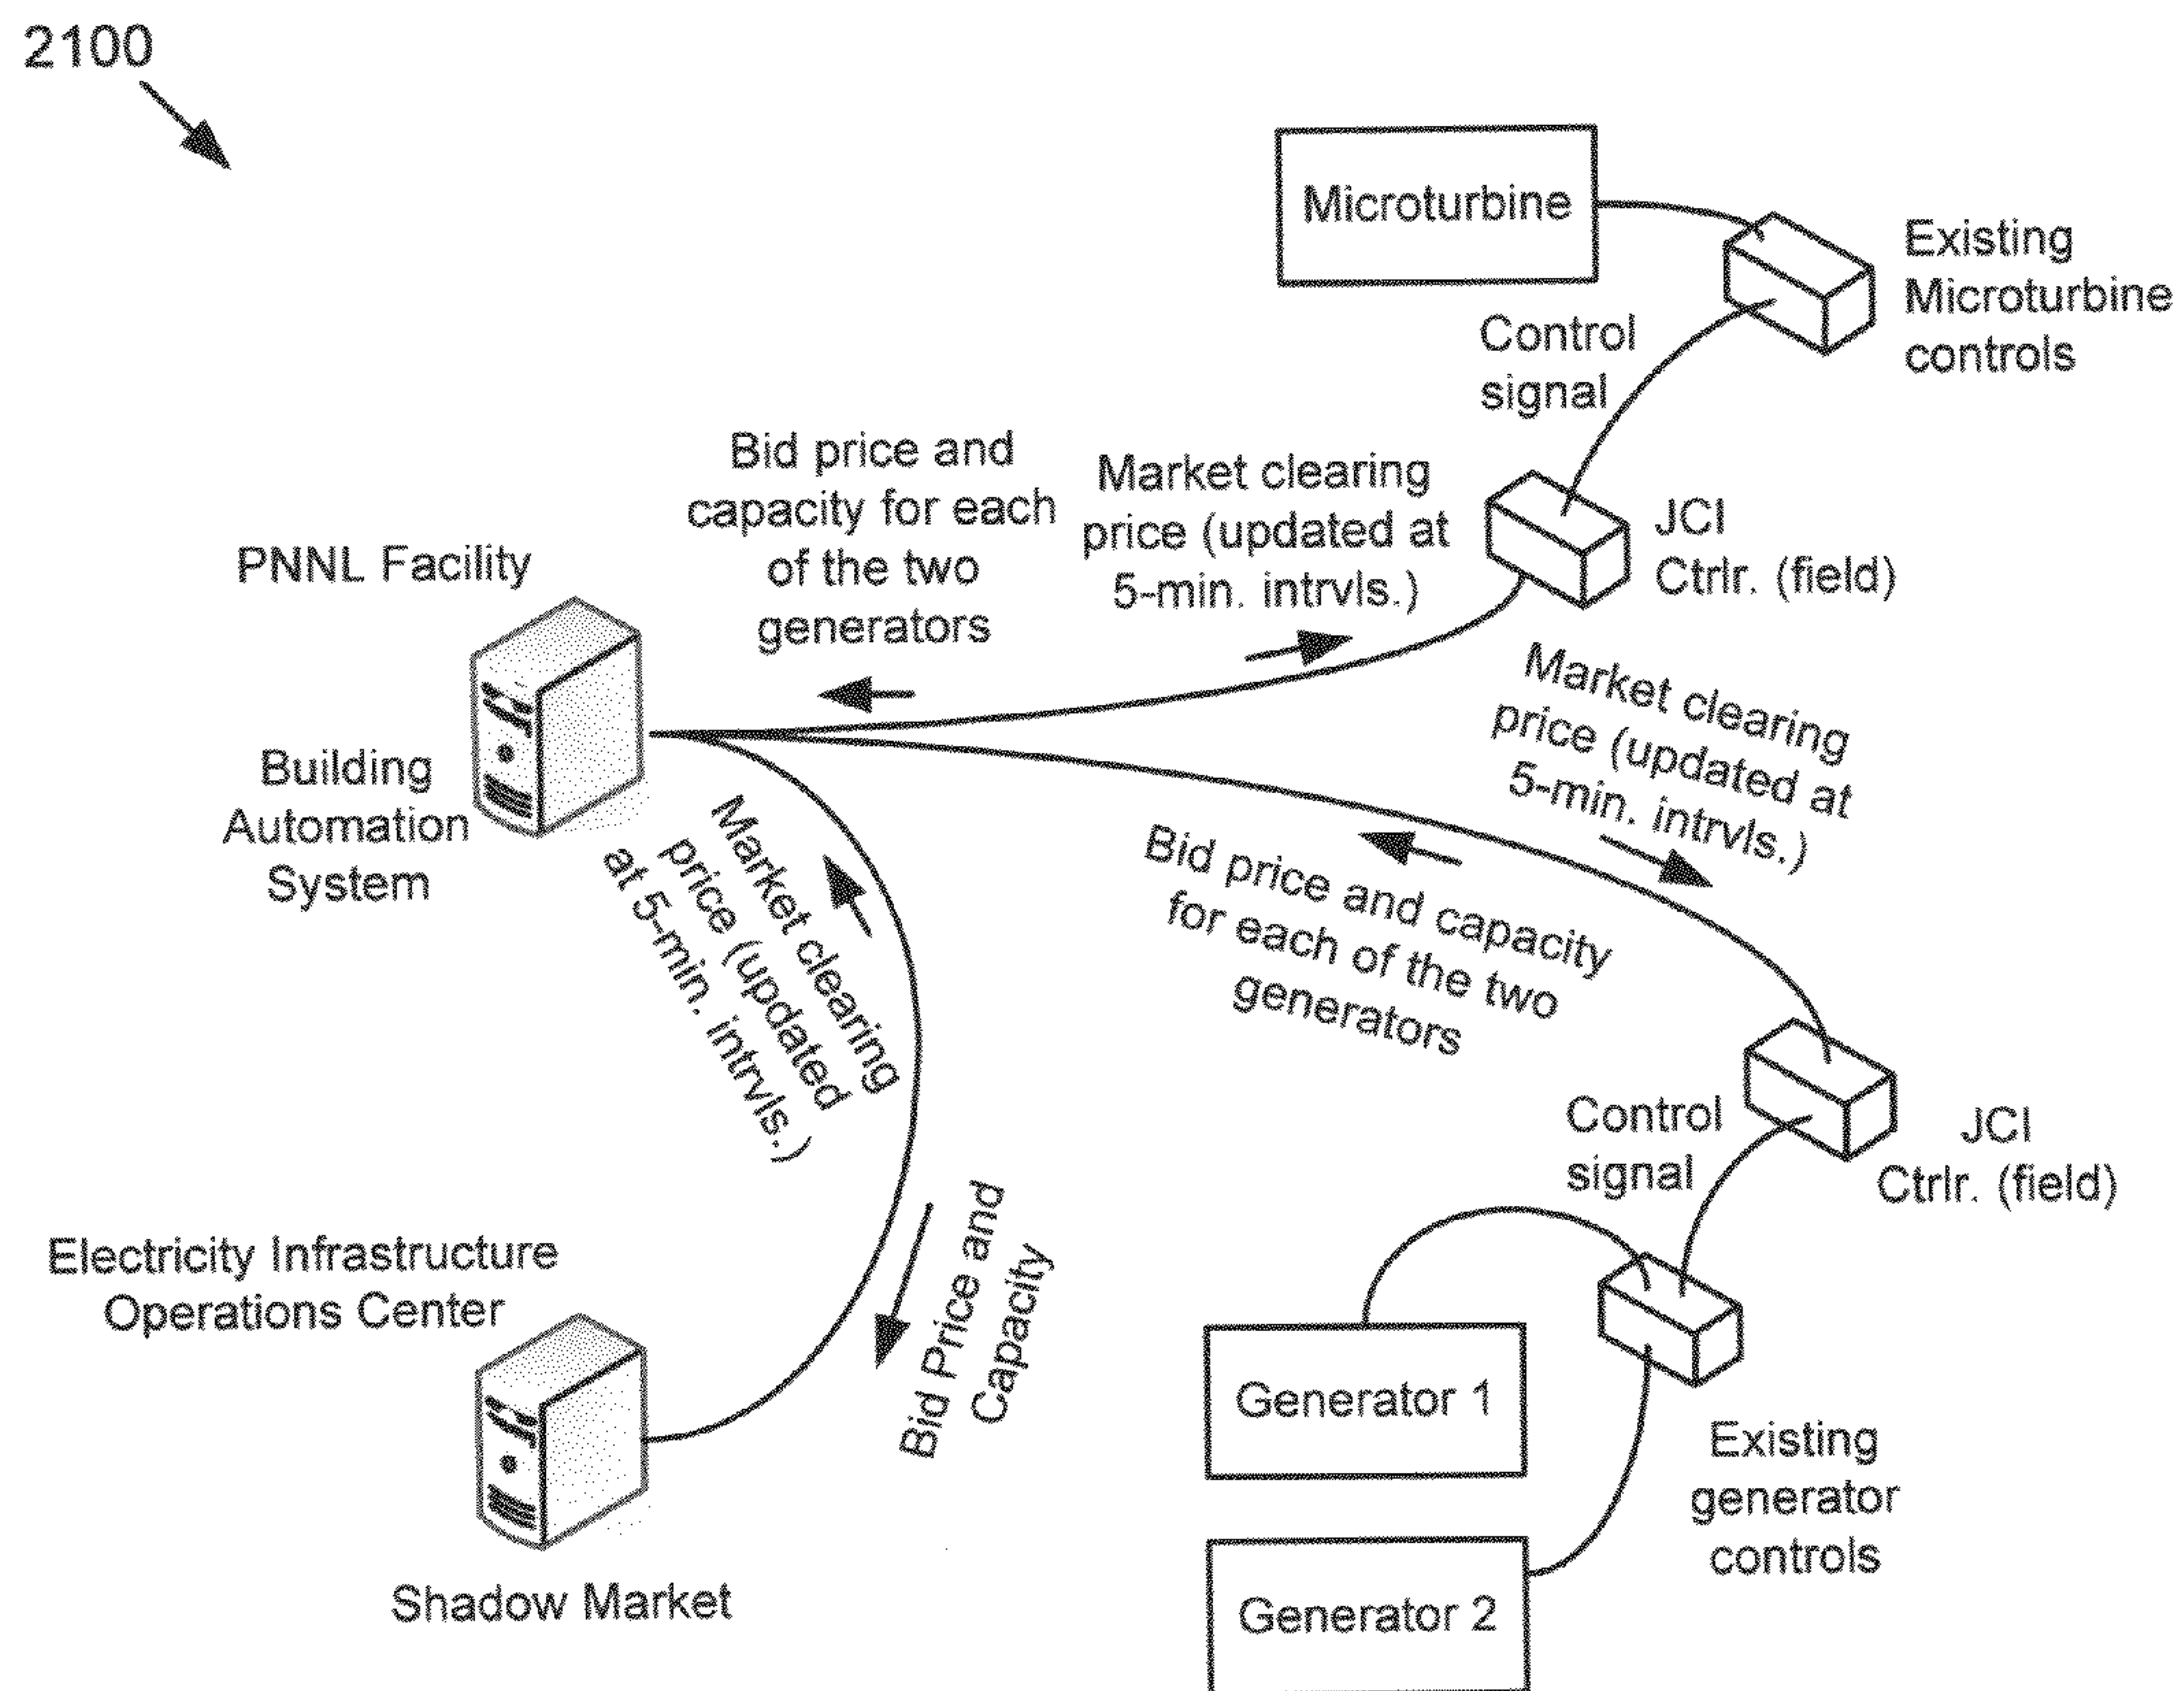 2100
Microturbine
Existing
Microturbine
controls
Control
signal
Bid price and
capacity for each
of the two
generators
Market clearing
price (updated at
5-min. intrvls.)
JCI
Ctrlr. (field)
PNNL Facility
Building
Automation
System
Market clearing
price (updated at
5-min. intrvls.)
Bid price and capacity
for each of the two
generators
Market clearing
price (updated
at 5-min. intrvls.)
Control
signal
JCI
Ctrlr. (field)
Bid Price and
Capacity
Electricity Infrastructure
Operations Center
Shadow Market
Generator 1
Existing
generator
controls
Generator 2